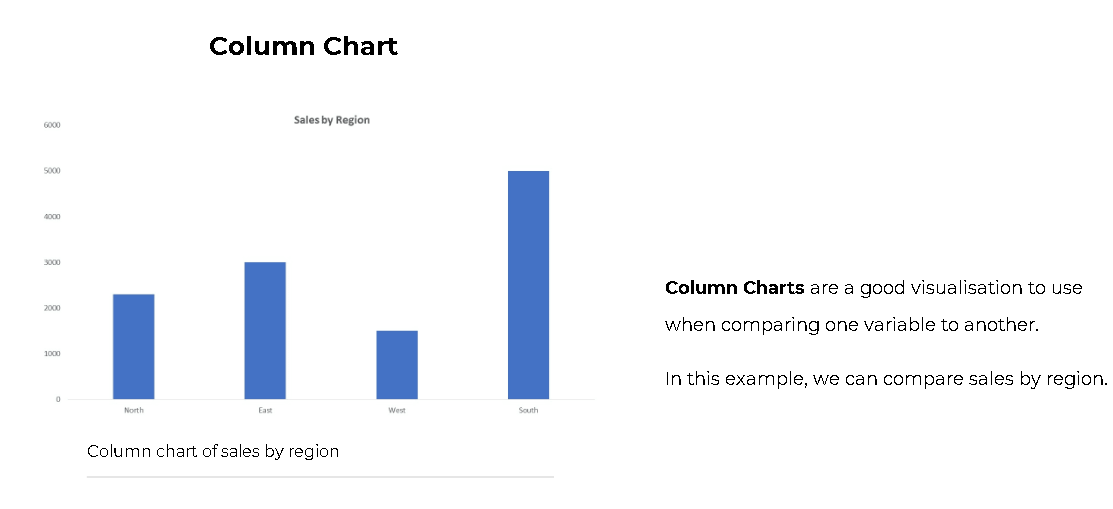 Column Chart
Sales by Region
6000
5000
4000
3000
2000
1000
0
North East West South
Column chart of sales by region
Column Charts are a good visualisation to use
when comparing one variable to another.
In this example, we can compare sales by region.